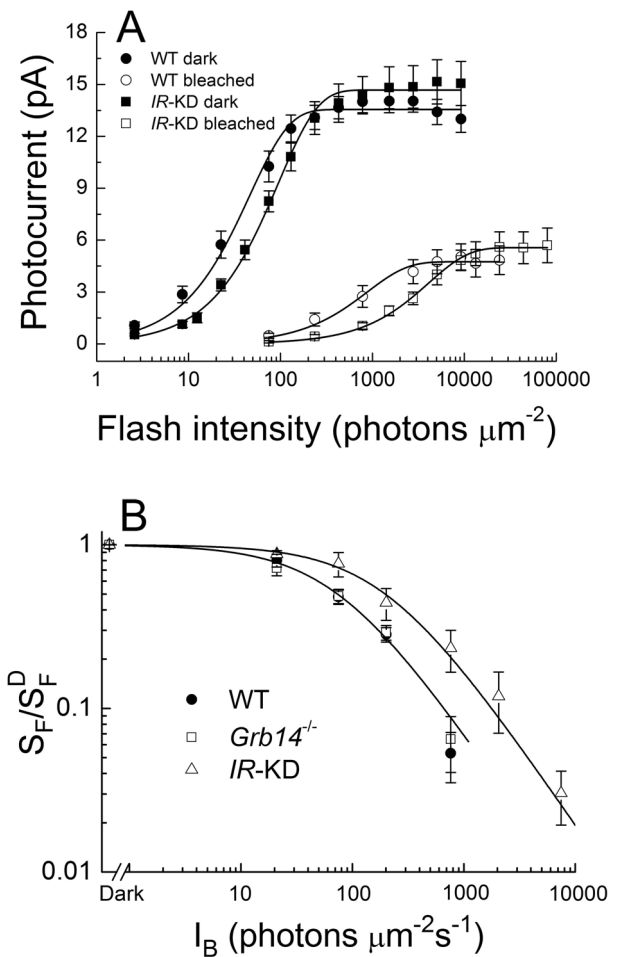 A
WT dark
WT bleached
IR-KD dark
IR-KD bleached
Photocurrent (pA)
18
15
12
9
6
3
0
1 10 100 1000 10000 100000
Flash intensity (photons μm⁻²)
B
S_F/S_F^D
1
0.1
0.01
WT
Grb14⁻/⁻
IR-KD
Dark 10 100 1000 10000
I_B (photons μm⁻²s⁻¹)